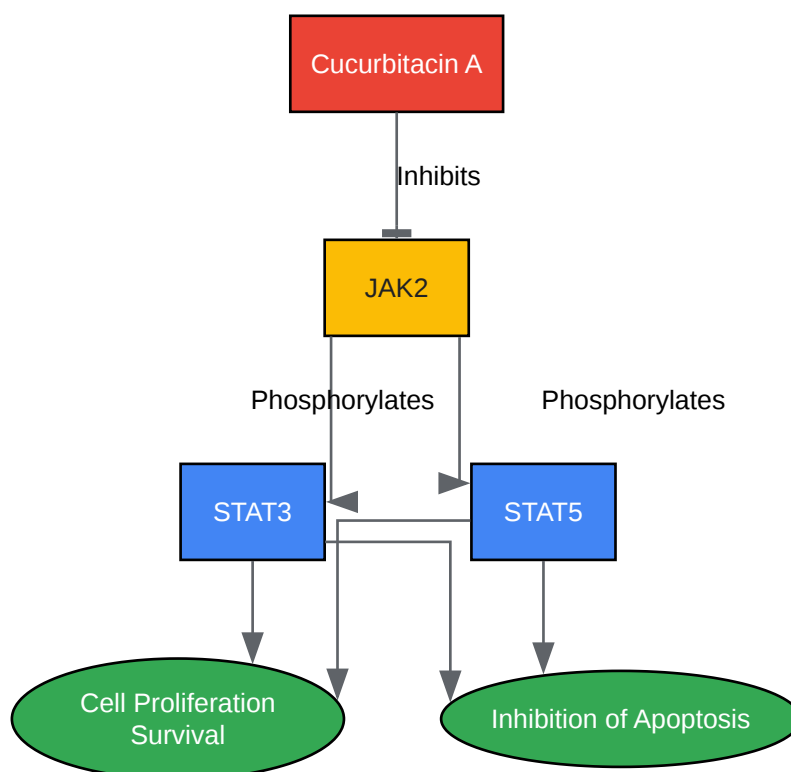 Cucurbitacin A
Inhibits
JAK2
Phosphorylates
Phosphorylates
STAT3
STAT5
Cell Proliferation
Survival
Inhibition of Apoptosis